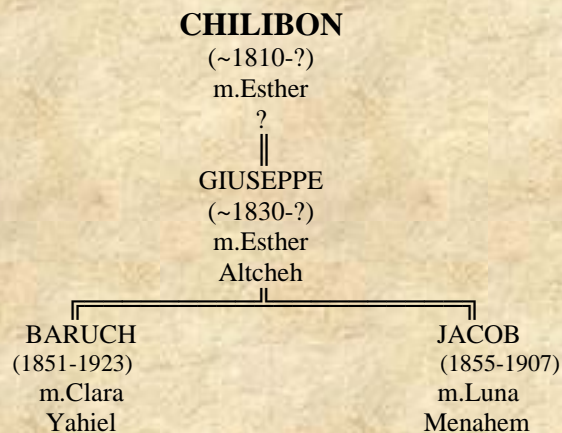 CHILIBON
(~1810-?)
m.Esther
?
GIUSEPPE
(~1830-?)
m.Esther
Altcheh
BARUCH
(1851-1923)
m.Clara
Yahiel
JACOB
(1855-1907)
m.Luna
Menahem